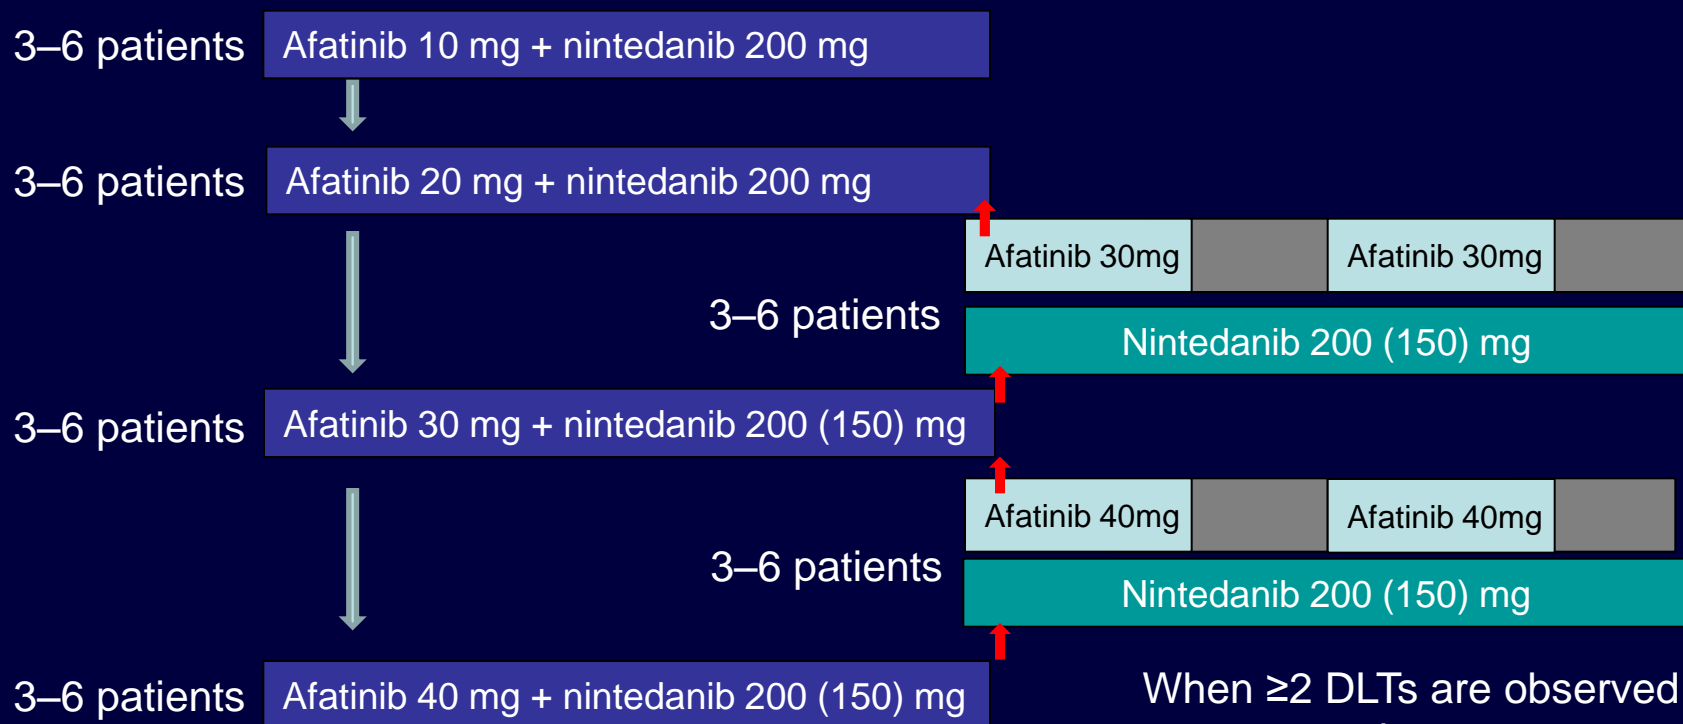 3–6 patients
Afatinib 10 mg + nintedanib 200 mg
3–6 patients
Afatinib 20 mg + nintedanib 200 mg
Afatinib 30mg
Afatinib 30mg
3–6 patients
Nintedanib 200 (150) mg
3–6 patients
Afatinib 30 mg + nintedanib 200 (150) mg
Afatinib 40mg
Afatinib 40mg
3–6 patients
Nintedanib 200 (150) mg
3–6 patients
Afatinib 40 mg + nintedanib 200 (150) mg
When ≥2 DLTs are observed